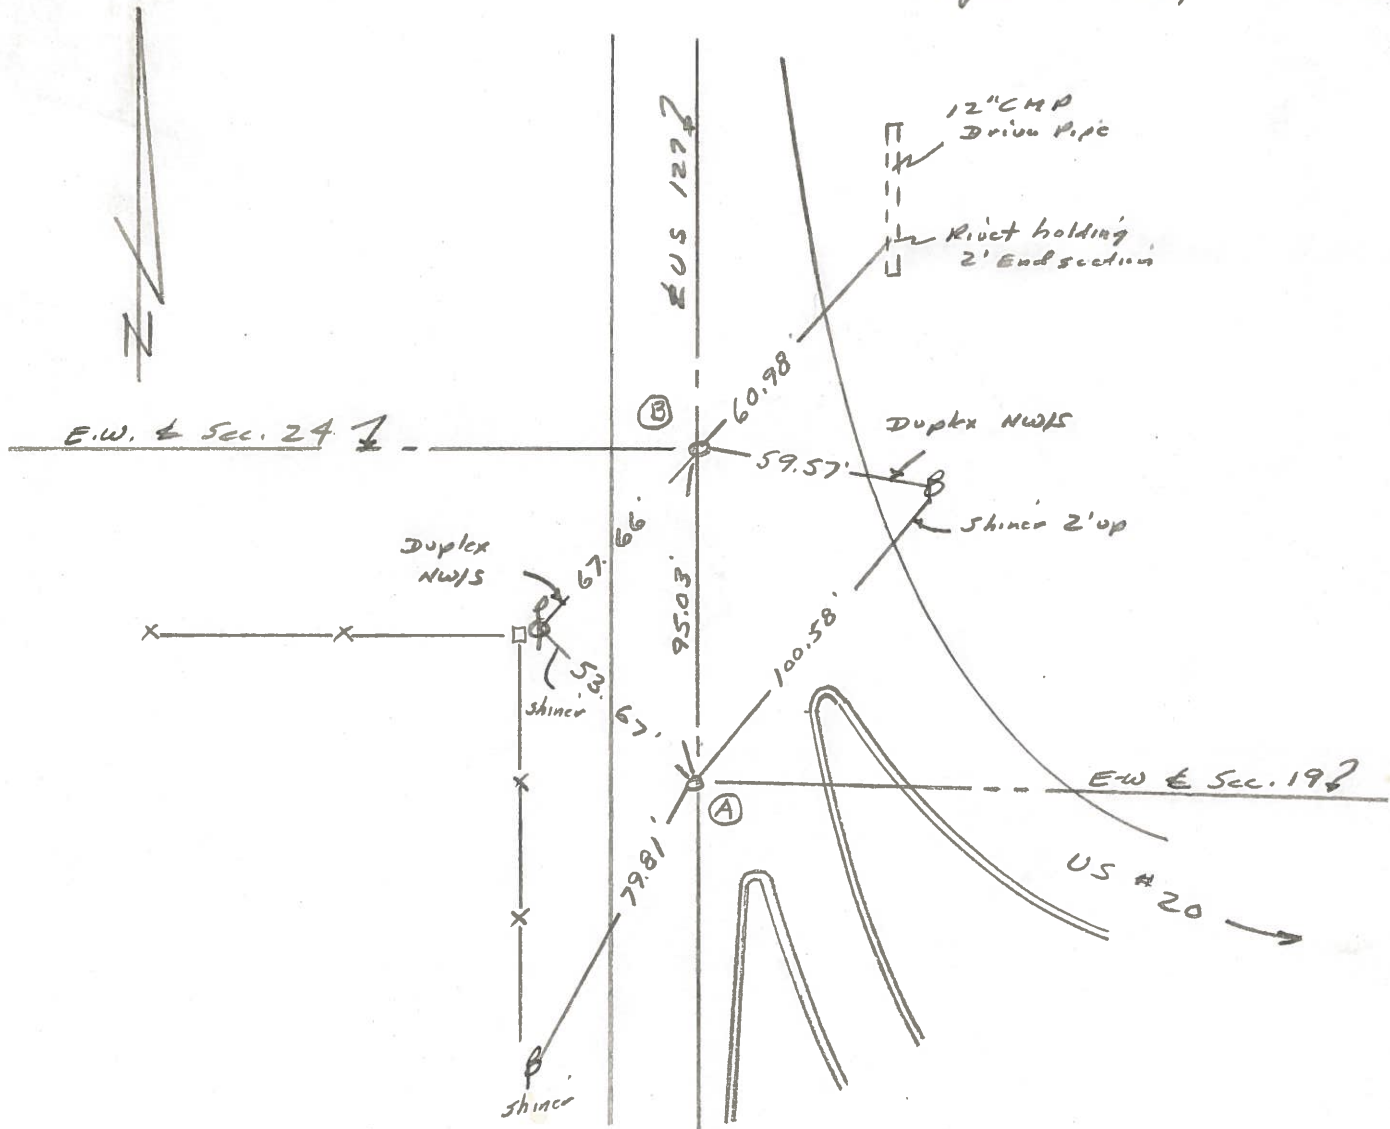 12"CMP
Drive Pipe
Rivet holding
2' End section
℄ US 127
N
60.98'
B
E.W. ℄ Sec. 24
Duplex NW/S
59.57'
Shiner 2' up
Duplex
NW/S
67.66'
95.03'
100.58'
53.67'
shiner
E-W ℄ Sec. 19
A
79.81'
US #20
shiner